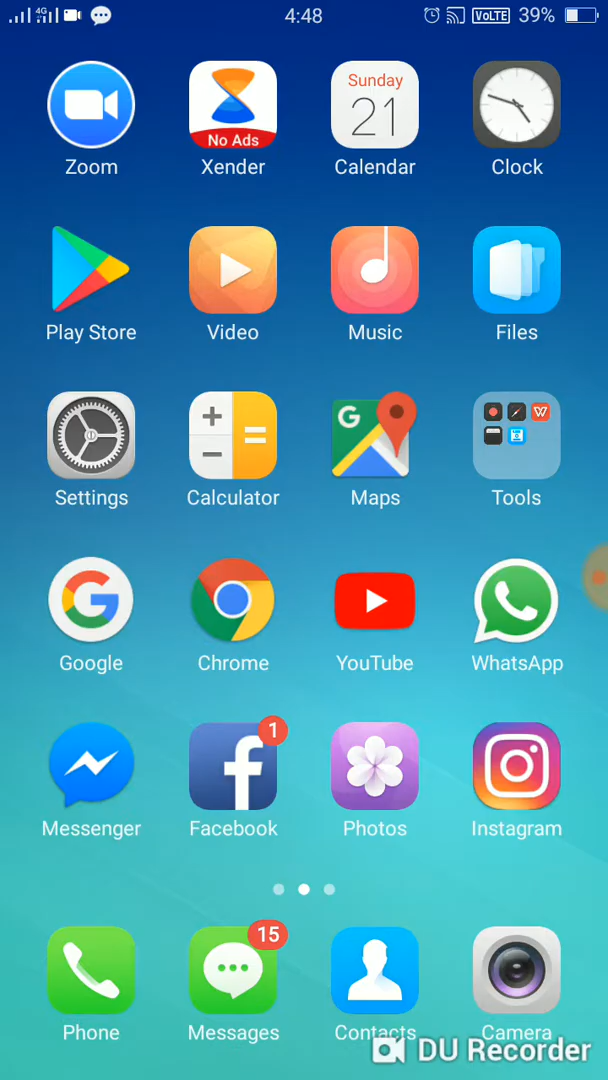 4G 4:48 VoLTE 39%
Sunday
21
No Ads
Zoom Xender Calendar Clock
Play Store Video Music Files
G
Settings Calculator Maps Tools
Google Chrome YouTube WhatsApp
1
Messenger Facebook Photos Instagram
15
Phone Messages Contacts Camera
DU Recorder